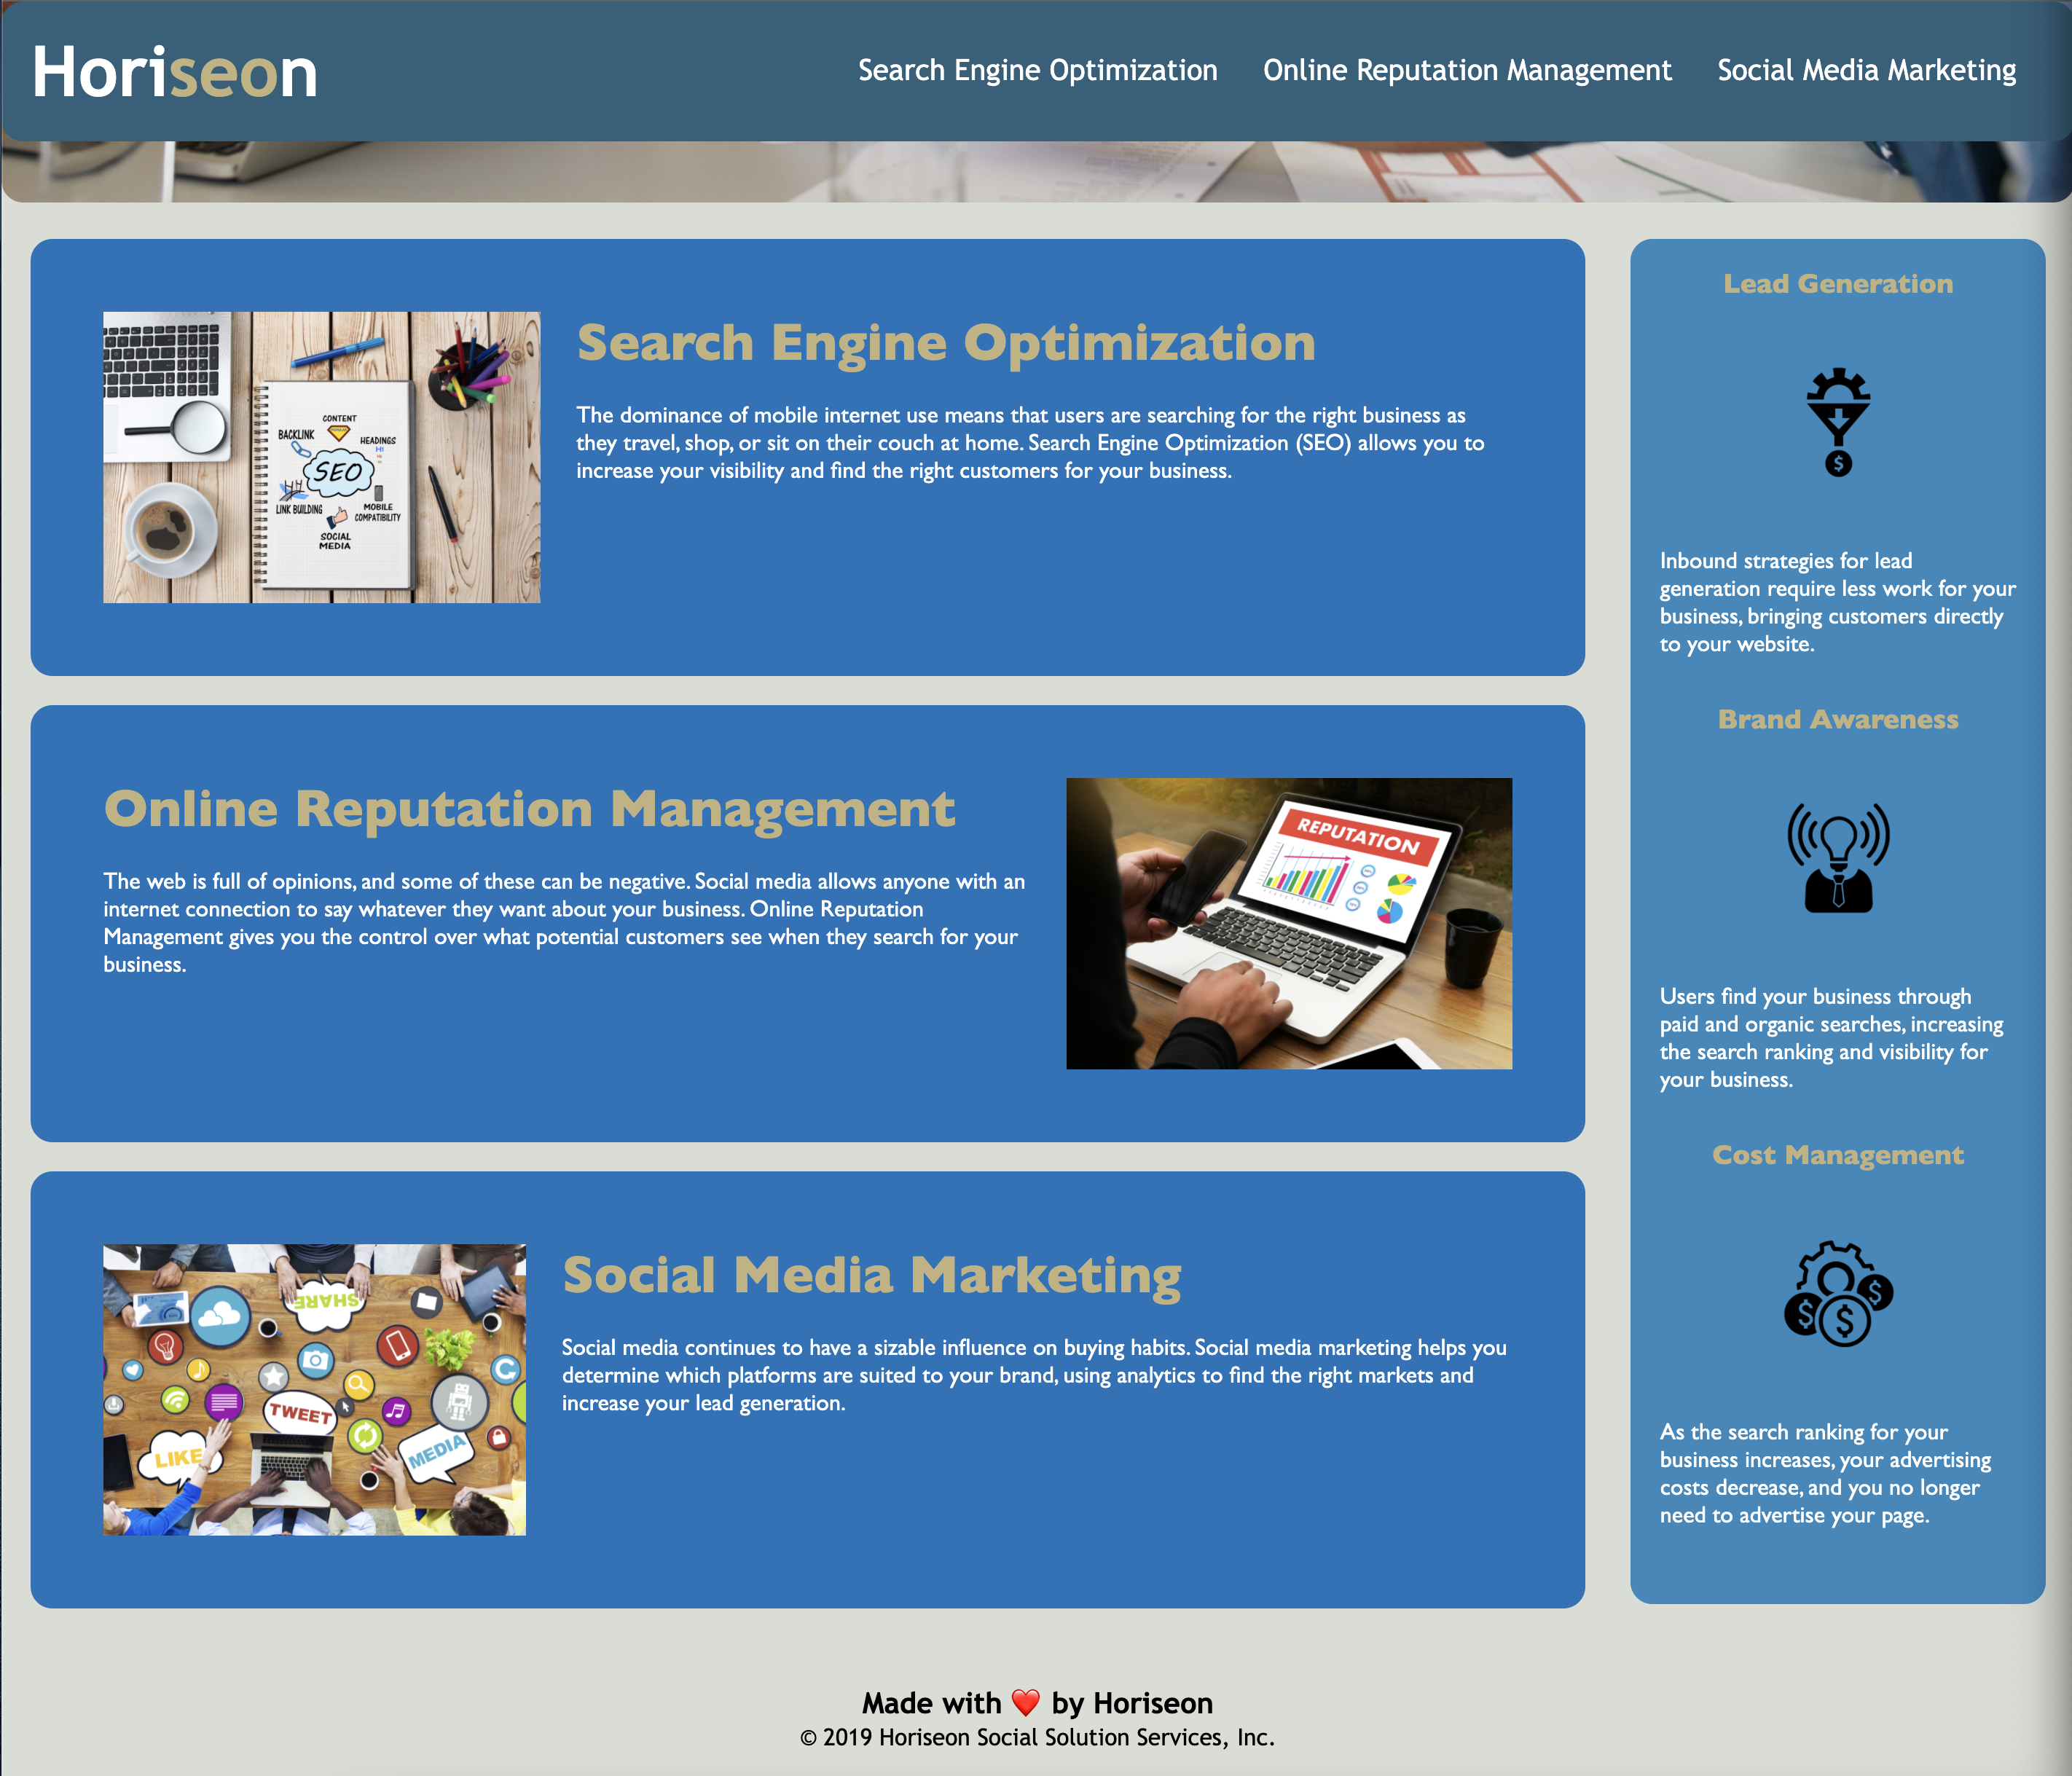 Horiseon
Search Engine Optimization Online Reputation Management Social Media Marketing
CONTENT
BACKLINK
HEADINGS
H1
SEO
LINK BUILDING
MOBILE
COMPATIBILITY
SOCIAL
MEDIA
Search Engine Optimization
The dominance of mobile internet use means that users are searching for the right business as
they travel, shop, or sit on their couch at home. Search Engine Optimization (SEO) allows you to
increase your visibility and find the right customers for your business.
Online Reputation Management
The web is full of opinions, and some of these can be negative. Social media allows anyone with an
internet connection to say whatever they want about your business. Online Reputation
Management gives you the control over what potential customers see when they search for your
business.
REPUTATION
SHARE
TWEET
LIKE
MEDIA
Social Media Marketing
Social media continues to have a sizable influence on buying habits. Social media marketing helps you
determine which platforms are suited to your brand, using analytics to find the right markets and
increase your lead generation.
Lead Generation
$
Inbound strategies for lead
generation require less work for your
business, bringing customers directly
to your website.
Brand Awareness
Users find your business through
paid and organic searches, increasing
the search ranking and visibility for
your business.
Cost Management
$ $ $
As the search ranking for your
business increases, your advertising
costs decrease, and you no longer
need to advertise your page.
Made with ❤️ by Horiseon
© 2019 Horiseon Social Solution Services, Inc.